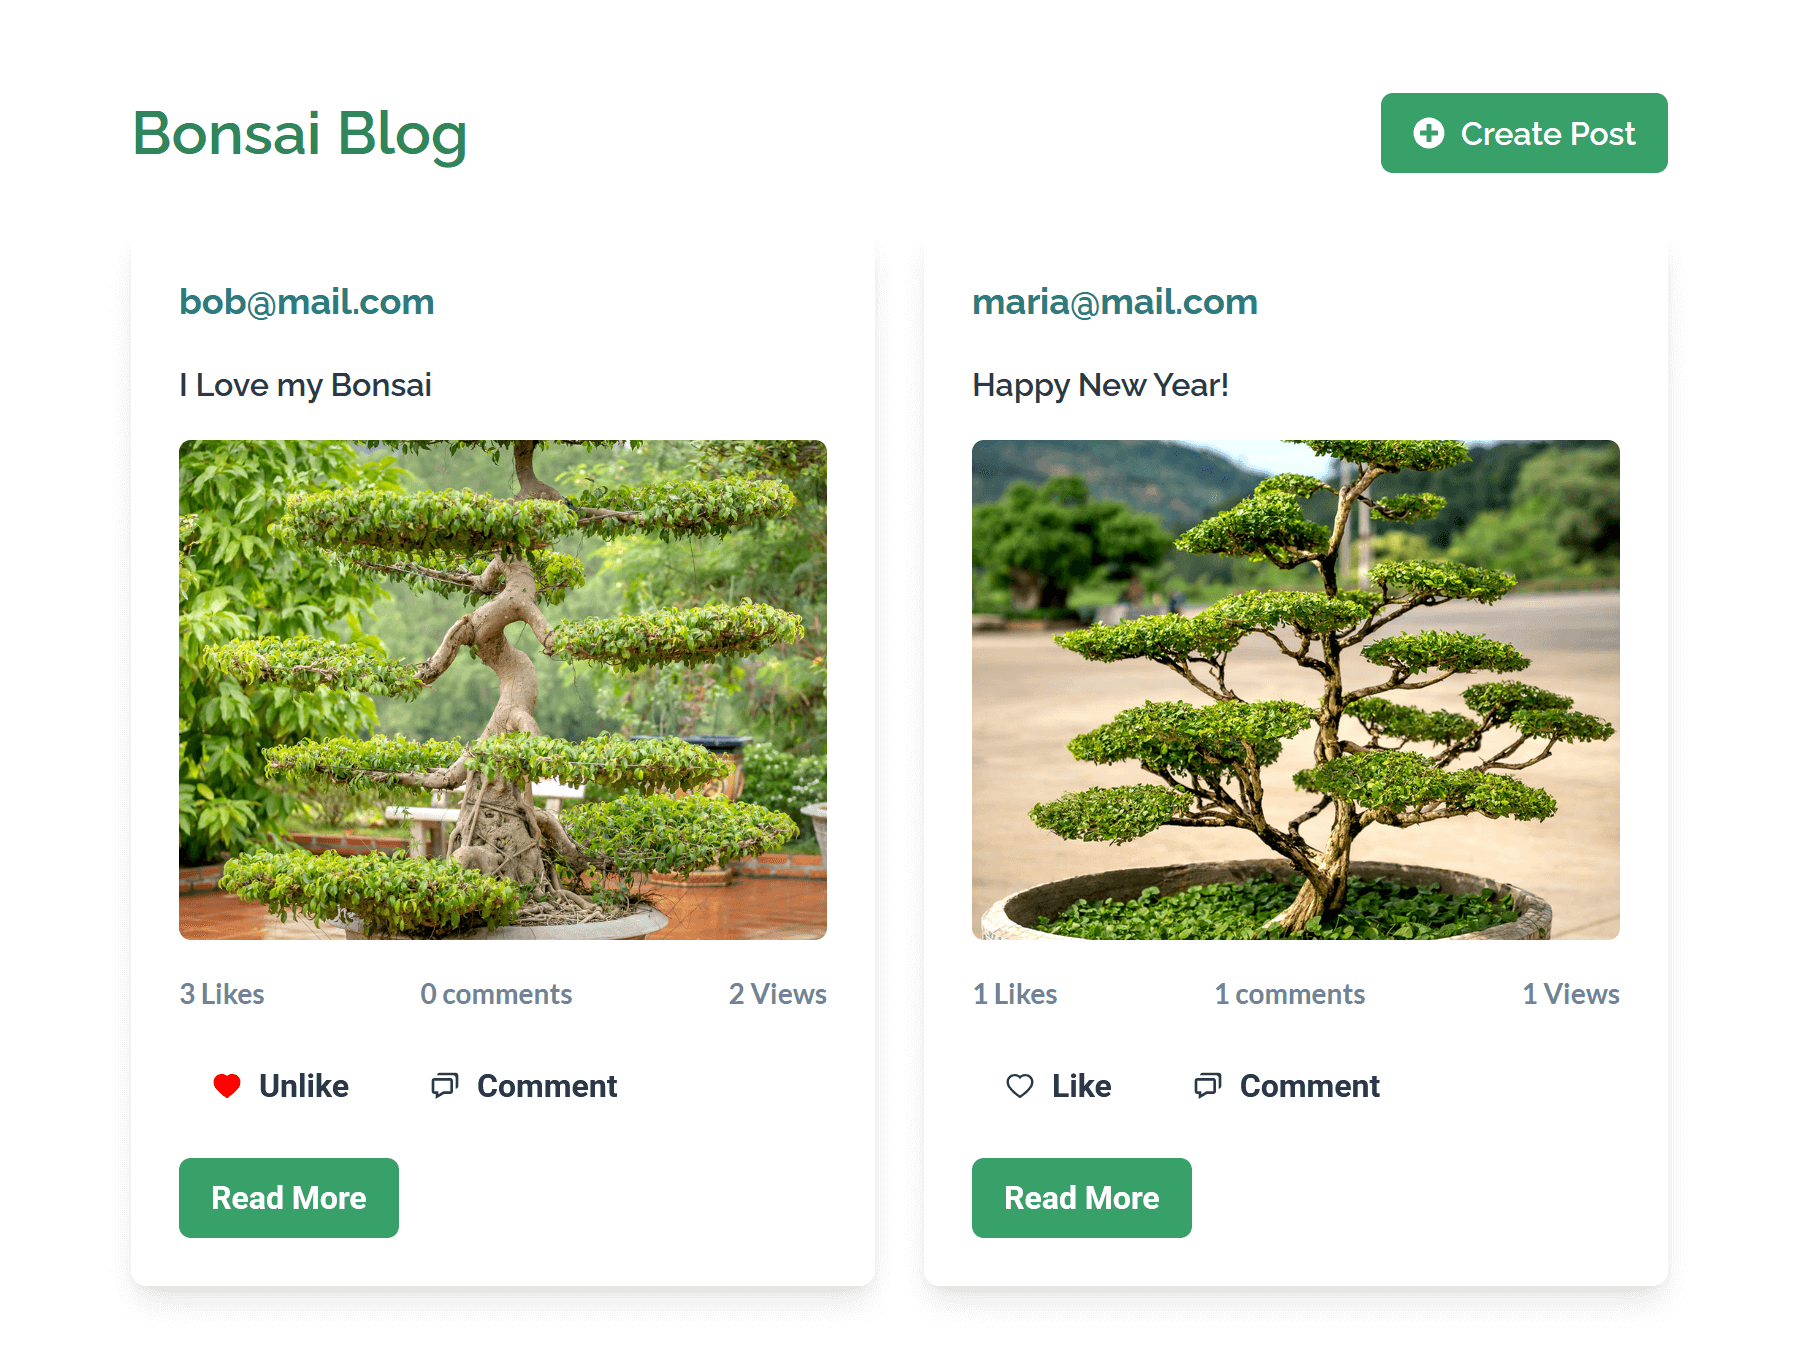 Bonsai Blog
Create Post
bob@mail.com
I Love my Bonsai
3 Likes 0 comments 2 Views
Unlike Comment
Read More
maria@mail.com
Happy New Year!
1 Likes 1 comments 1 Views
Like Comment
Read More